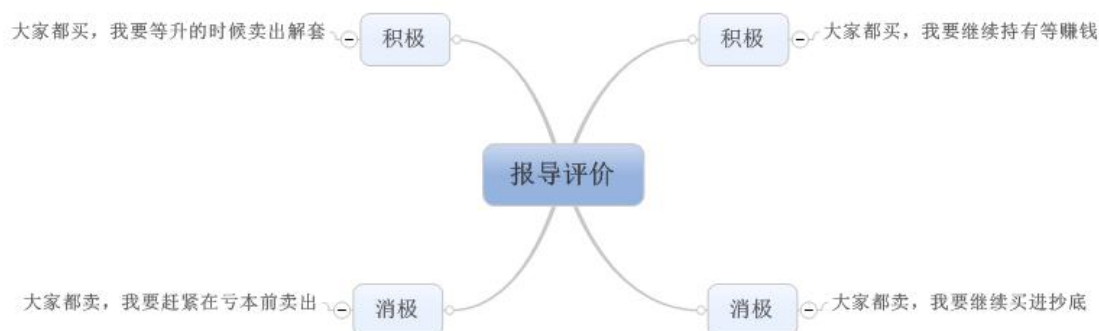 大家都买，我要等升的时候卖出解套
积极
积极
大家都买，我要继续持有等赚钱
报导评价
大家都卖，我要赶紧在亏本前卖出
消极
消极
大家都卖，我要继续买进抄底